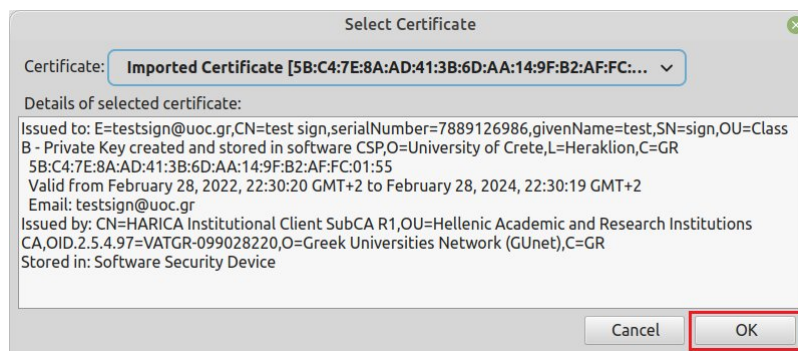 Select Certificate
Certificate: Imported Certificate [5B:C4:7E:8A:AD:41:3B:6D:AA:14:9F:B2:AF:FC:...
Details of selected certificate:
Issued to: E=testsign@uoc.gr,CN=test sign,serialNumber=7889126986,givenName=test,SN=sign,OU=Class
B - Private Key created and stored in software CSP,O=University of Crete,L=Heraklion,C=GR
5B:C4:7E:8A:AD:41:3B:6D:AA:14:9F:B2:AF:FC:01:55
Valid from February 28, 2022, 22:30:20 GMT+2 to February 28, 2024, 22:30:19 GMT+2
Email: testsign@uoc.gr
Issued by: CN=HARICA Institutional Client SubCA R1,OU=Hellenic Academic and Research Institutions
CA,OID.2.5.4.97=VATGR-099028220,O=Greek Universities Network (GUnet),C=GR
Stored in: Software Security Device
Cancel OK